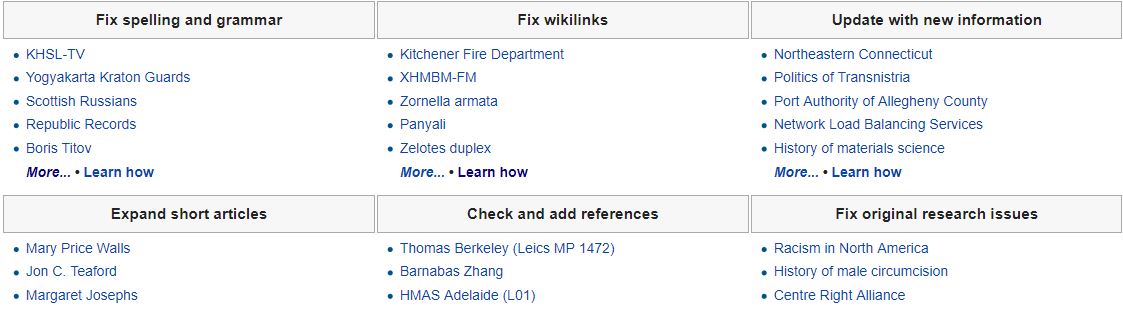 Fix spelling and grammar
KHSL-TV
Yogyakarta Kraton Guards
Scottish Russians
Republic Records
Boris Titov
More... • Learn how
Fix wikilinks
Kitchener Fire Department
XHMBM-FM
Zornella armata
Panyali
Zelotes duplex
More... • Learn how
Update with new information
Northeastern Connecticut
Politics of Transnistria
Port Authority of Allegheny County
Network Load Balancing Services
History of materials science
More... • Learn how
Expand short articles
Mary Price Walls
Jon C. Teaford
Margaret Josephs
Check and add references
Thomas Berkeley (Leics MP 1472)
Barnabas Zhang
HMAS Adelaide (L01)
Fix original research issues
Racism in North America
History of male circumcision
Centre Right Alliance